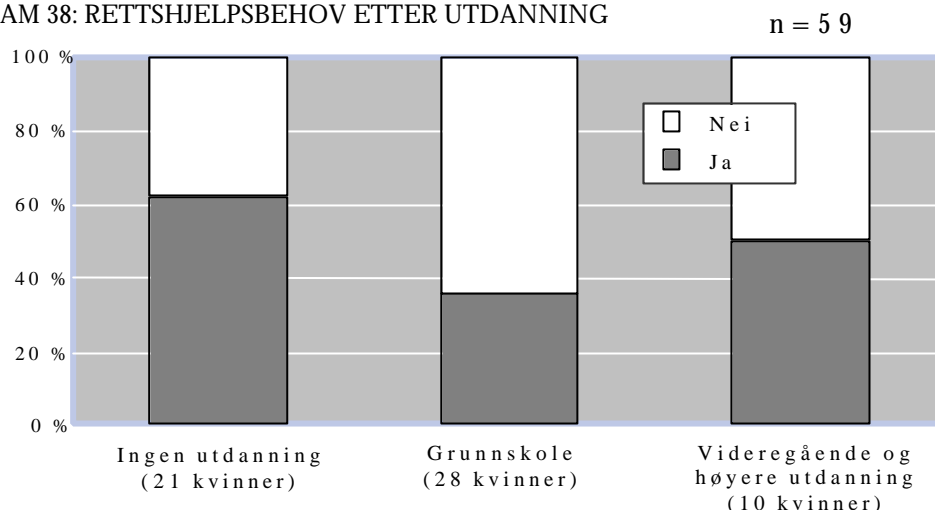 AM 38: RETTSHJELPSBEHOV ETTER UTDANNING
n = 59
100 %
80 %
60 %
40 %
20 %
0 %
Nei
Ja
Ingen utdanning
(21 kvinner)
Grunnskole
(28 kvinner)
Videregående og
høyere utdanning
(10 kvinner)